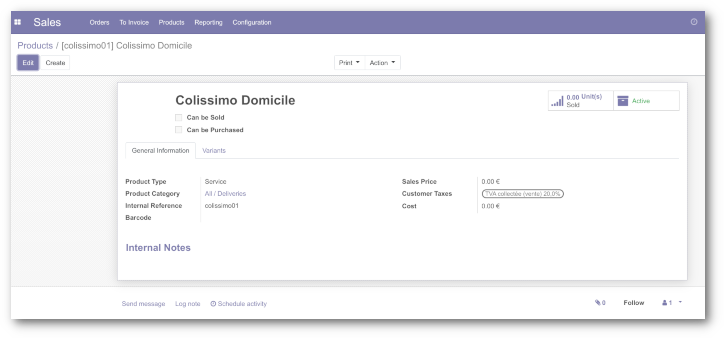 Sales Orders To Invoice Products Reporting Configuration
Products / [colissimo01] Colissimo Domicile
Edit Create Print Action
Colissimo Domicile
0.00 Unit(s)
Sold
Active
Can be Sold
Can be Purchased
General Information Variants
Product Type Service
Product Category All / Deliveries
Internal Reference colissimo01
Barcode
Sales Price 0.00 €
Customer Taxes TVA collectée (vente) 20,0%
Cost 0.00 €
Internal Notes
Send message Log note Schedule activity 0 Follow 1